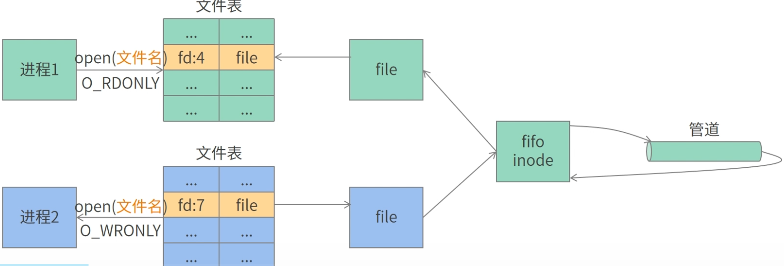 文件表
... ...
进程1
open(文件名)
O_RDONLY
fd:4 file
... ...
... ...
file
fifo
inode
管道
文件表
... ...
进程2
open(文件名)
O_WRONLY
fd:7 file
... ...
... ...
file